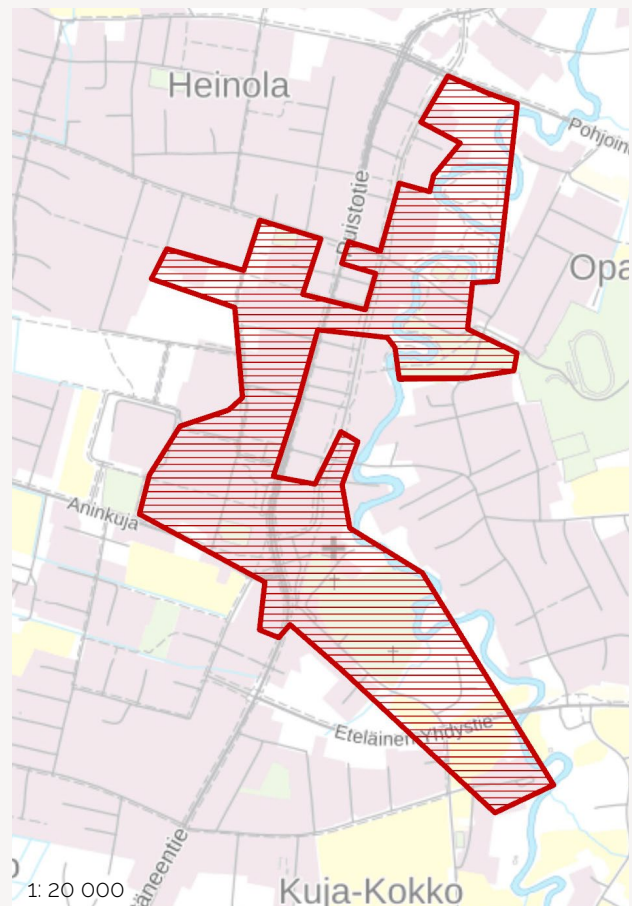 Heinola
Pohjoin
Puistotie
Opa
Aninkuja
Eteläinen Yhdystie
äneentie
1: 20 000
Kuja-Kokko